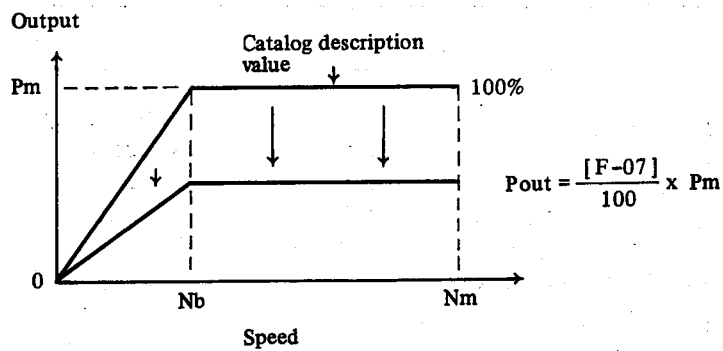 Output
Catalog description
value
Pm
100%
Pout = [F-07] / 100 x Pm
0
Nb
Nm
Speed